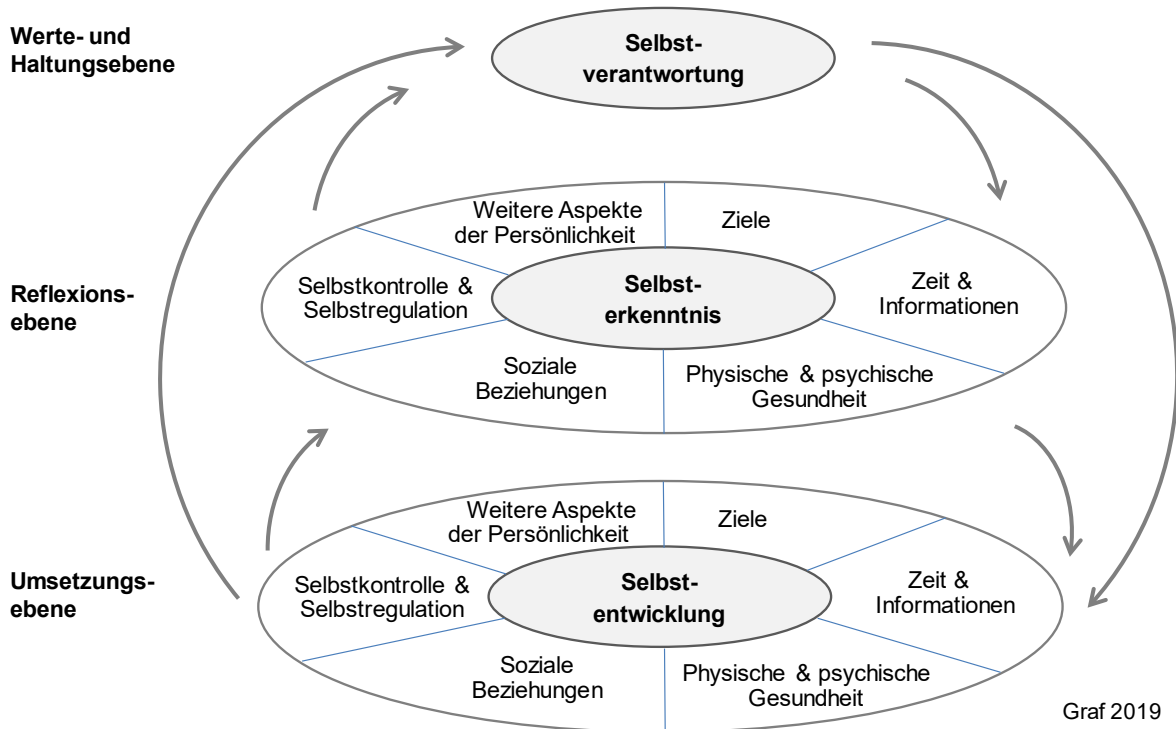 Werte- und
Haltungsebene
Selbst-
verantwortung
Weitere Aspekte
der Persönlichkeit
Ziele
Reflexions-
ebene
Selbstkontrolle &
Selbstregulation
Selbst-
erkenntnis
Zeit &
Informationen
Soziale
Beziehungen
Physische & psychische
Gesundheit
Weitere Aspekte
der Persönlichkeit
Ziele
Umsetzungs-
ebene
Selbstkontrolle &
Selbstregulation
Selbst-
entwicklung
Zeit &
Informationen
Soziale
Beziehungen
Physische & psychische
Gesundheit
Graf 2019